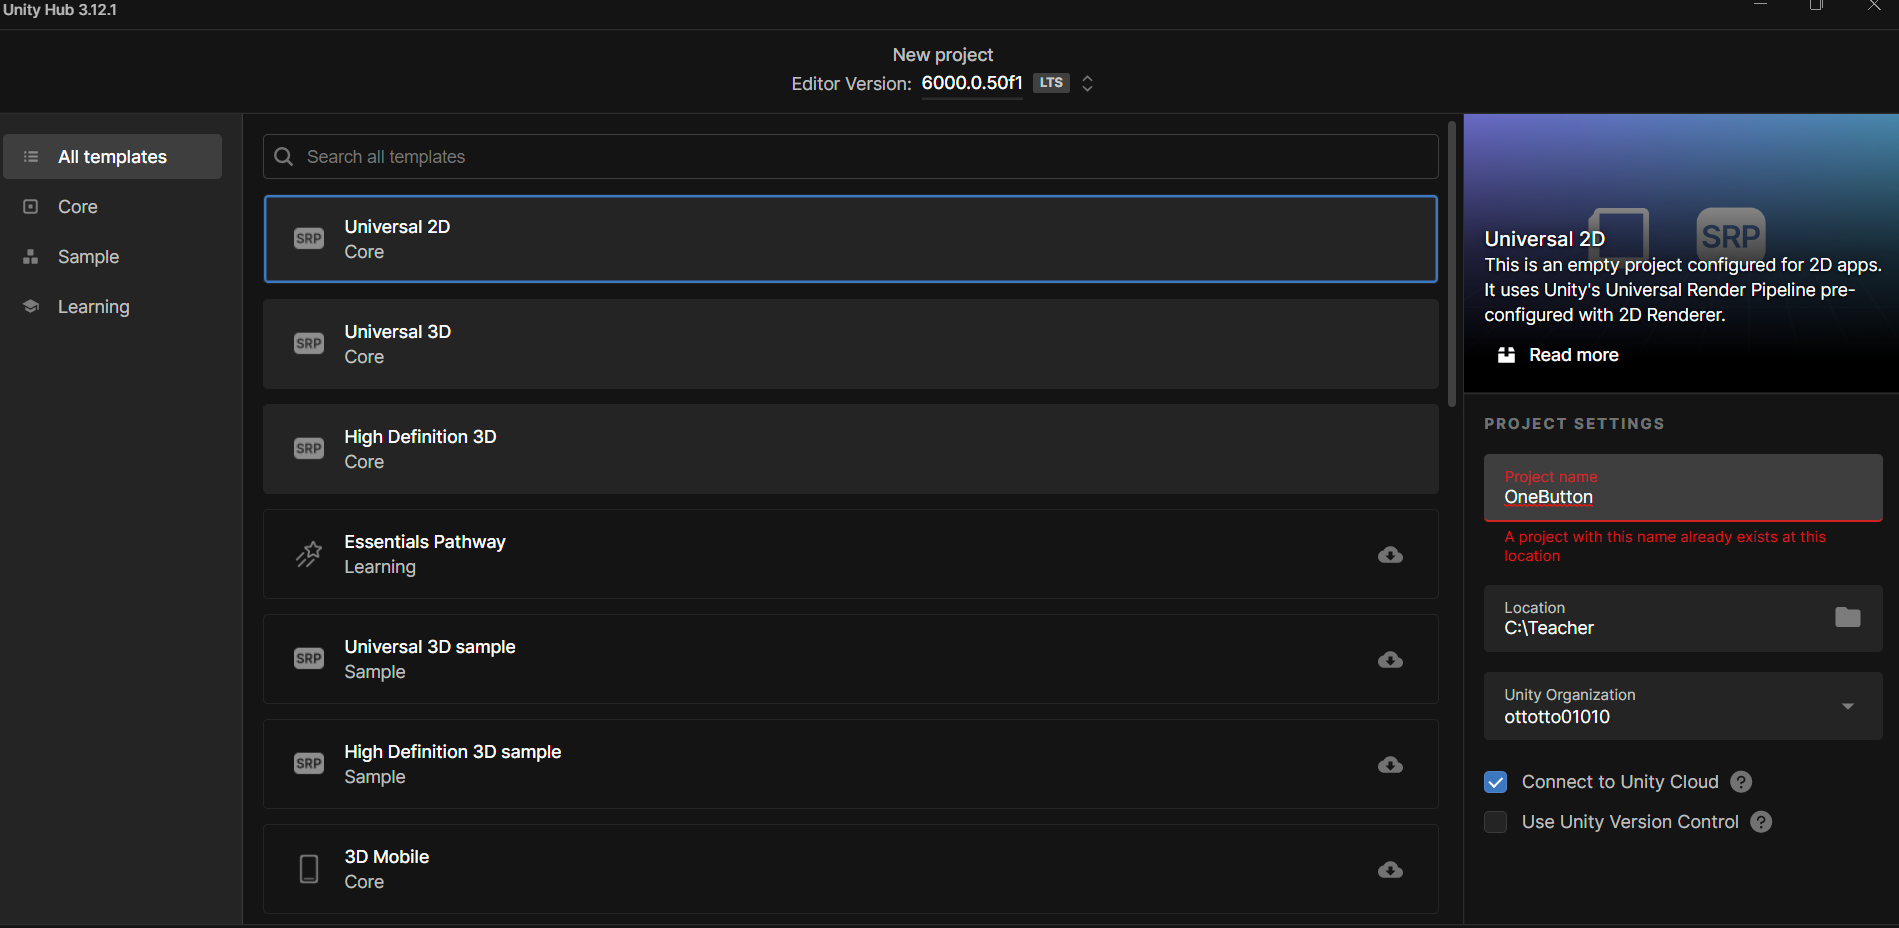 Unity Hub 3.12.1
New project
Editor Version: 6000.0.50f1 LTS
All templates
Core
Sample
Learning
Search all templates
SRP
Universal 2D
Core
SRP
Universal 3D
Core
SRP
High Definition 3D
Core
Essentials Pathway
Learning
SRP
Universal 3D sample
Sample
SRP
High Definition 3D sample
Sample
3D Mobile
Core
SRP
Universal 2D
This is an empty project configured for 2D apps.
It uses Unity's Universal Render Pipeline pre-
configured with 2D Renderer.
Read more
PROJECT SETTINGS
Project name
OneButton
A project with this name already exists at this
location
Location
C:\Teacher
Unity Organization
ottotto01010
Connect to Unity Cloud ?
Use Unity Version Control ?